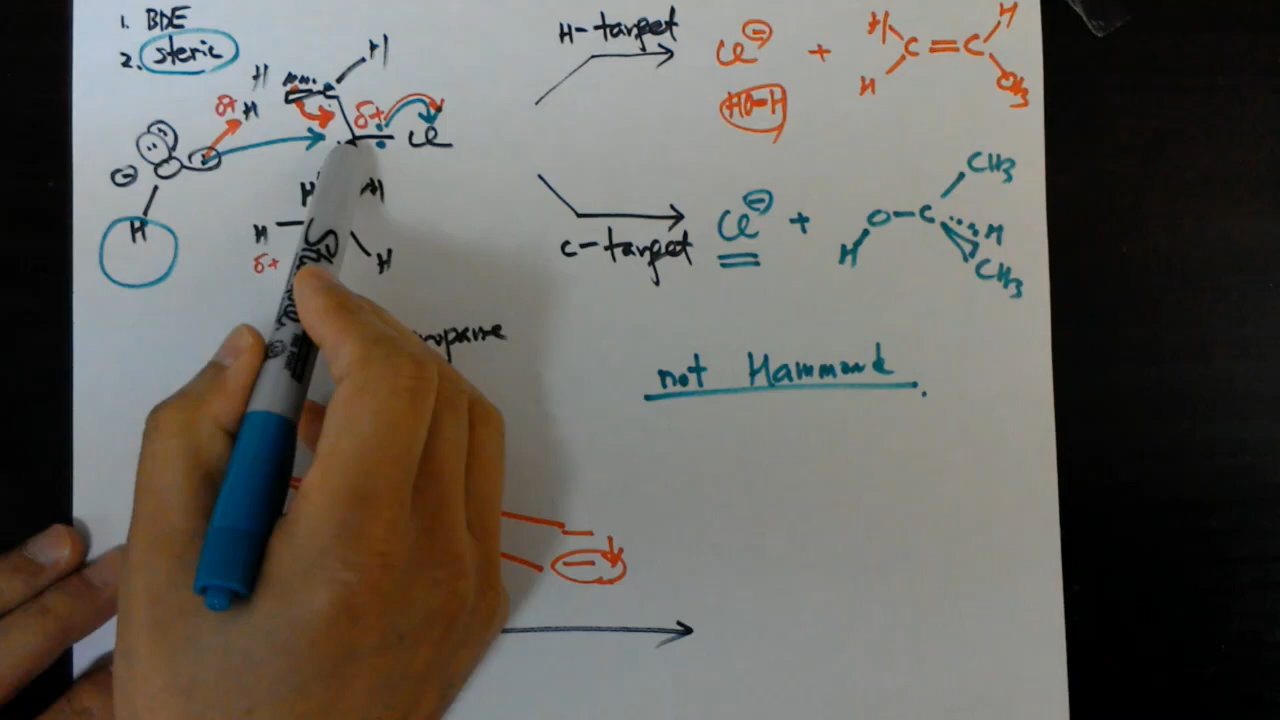 1. BDE
2. steric
H
H
δ+
H
δ+
Cl
⊖
H
H
H
H
δ+
H
H-target
Cl⊖ +
HO-H
H
H
C=C
H
CH3
C-target
Cl⊖ +
H
O-C
CH3
H
CH3
not Hammond.